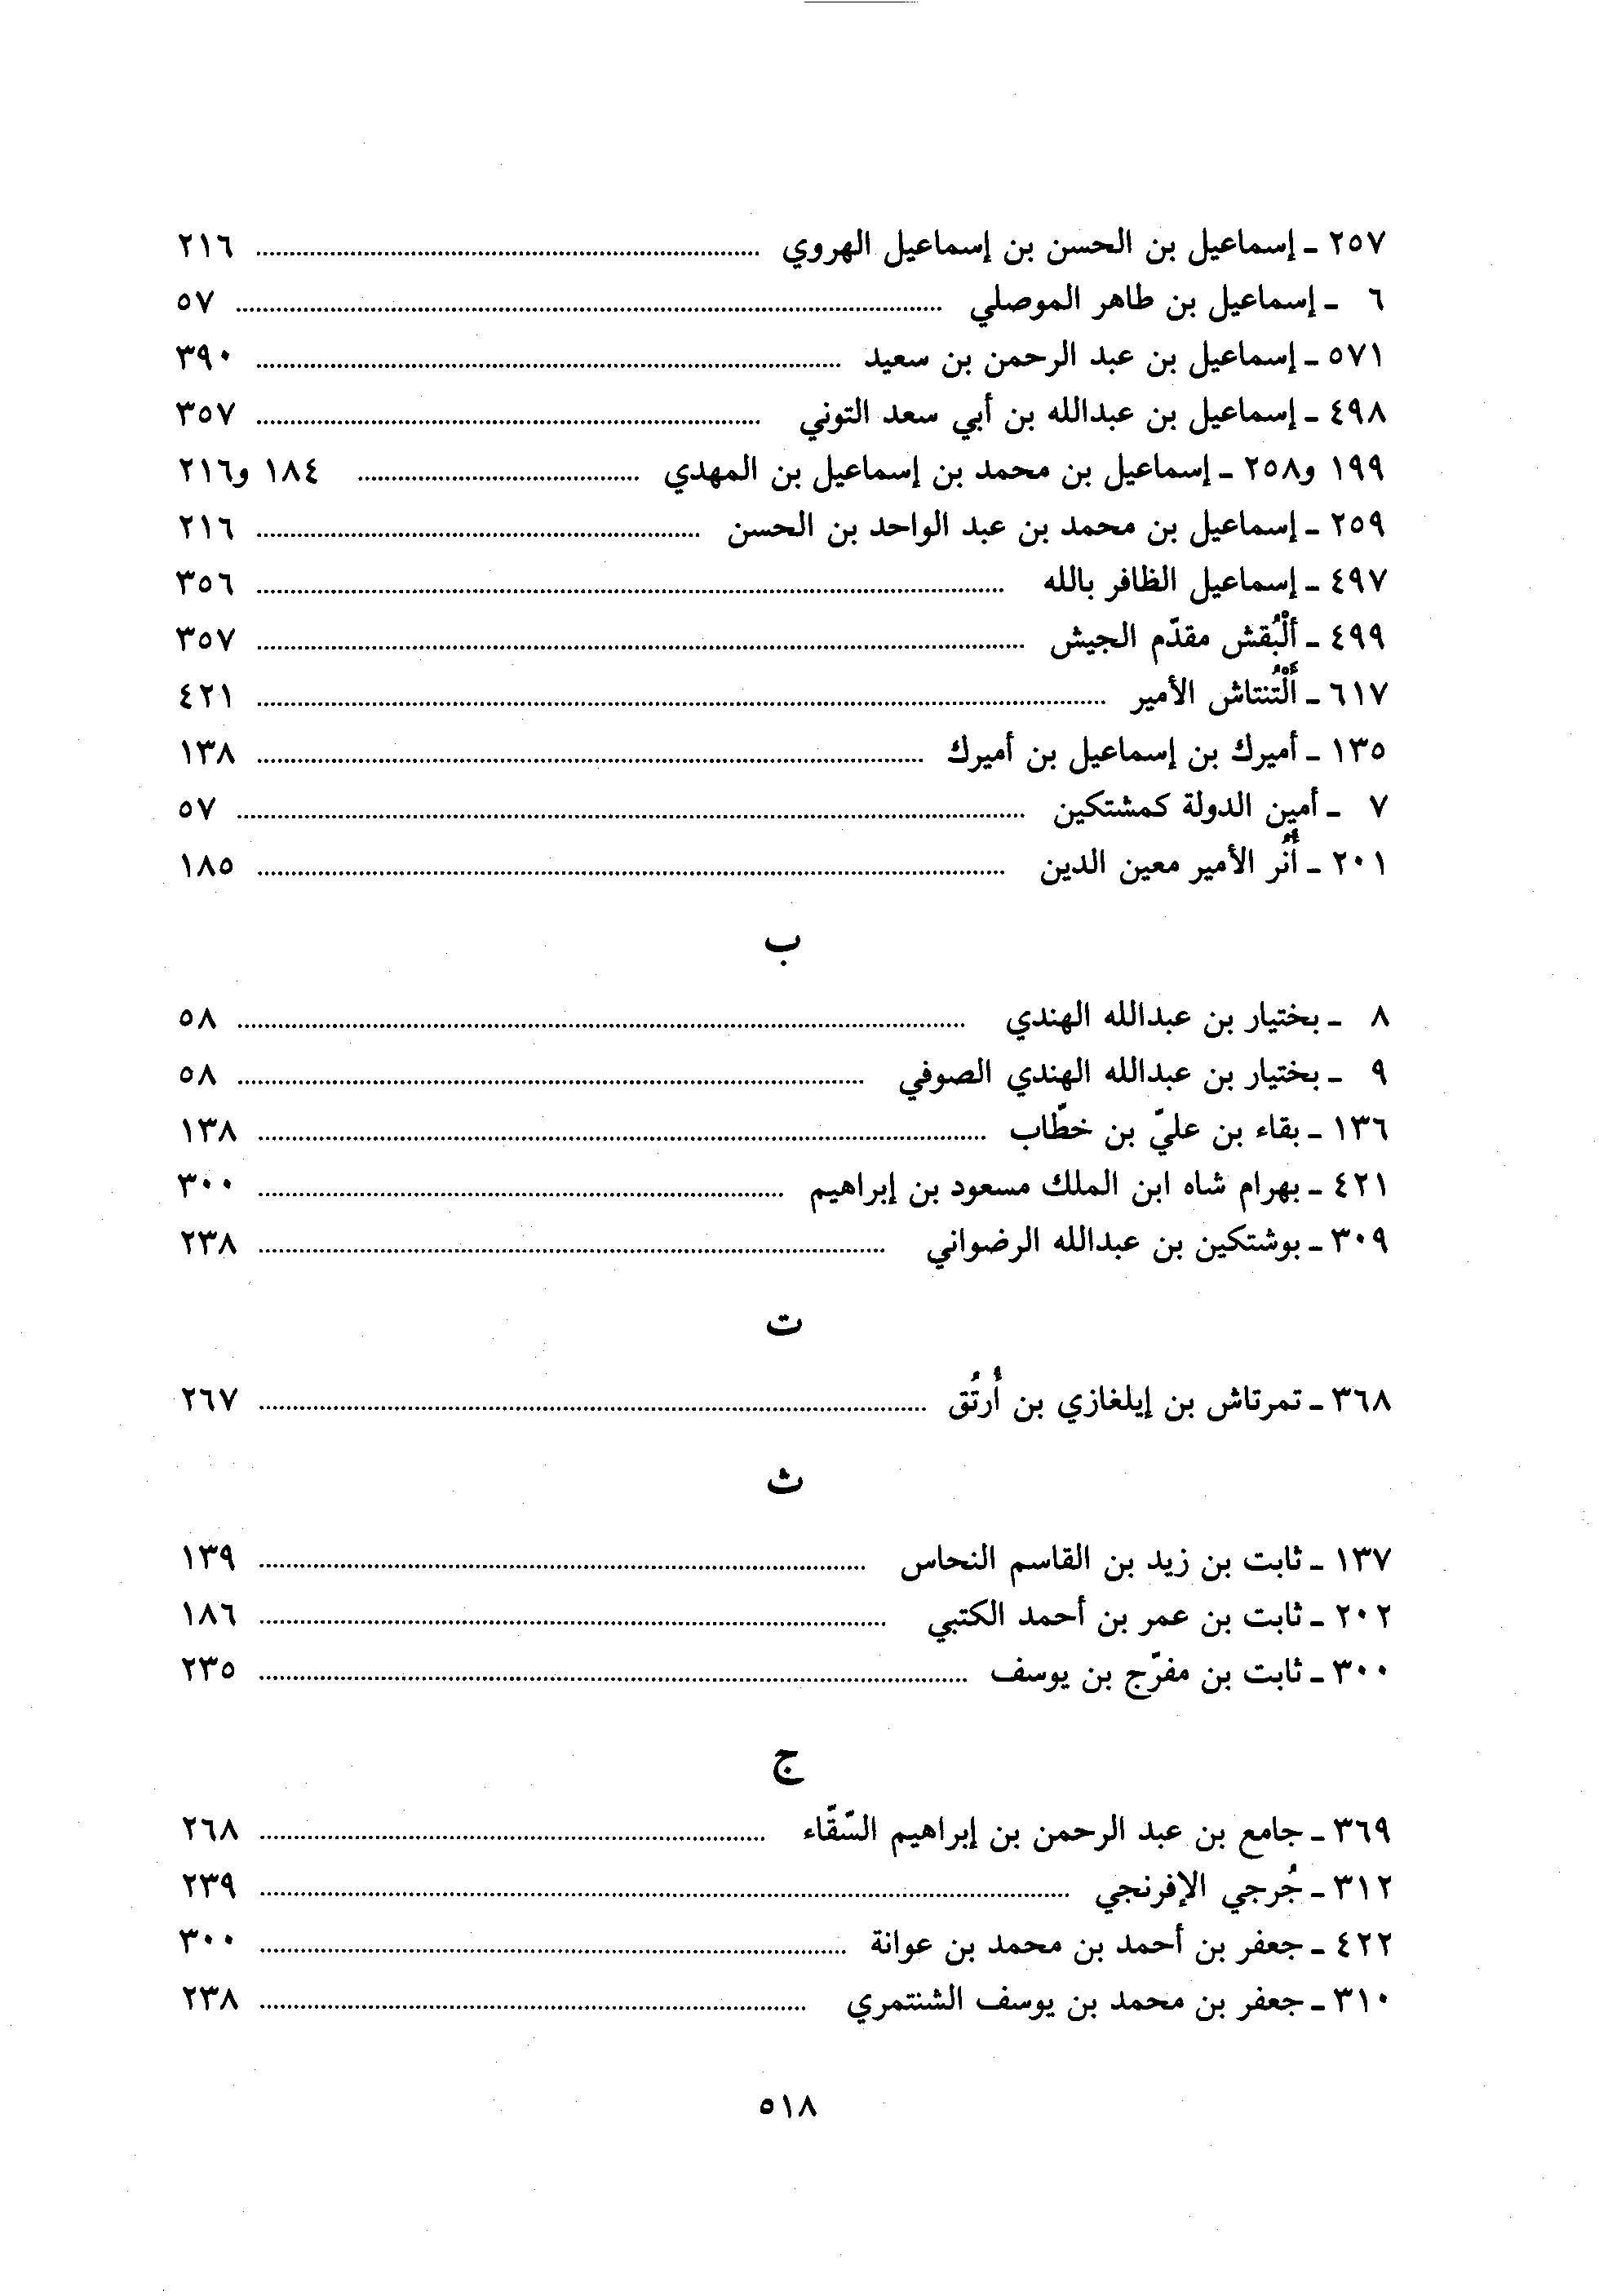 ٢٥٧ - إسماعيل بن الحسن بن إسماعيل الهروي ........ ٢١٦
٦ - إسماعيل بن طاهر الموصلي ........ ٥٧
٥٧١ - إسماعيل بن عبد الرحمن بن سعيد ........ ٣٩٠
٤٩٨ - إسماعيل بن عبدالله بن أبي سعد التوني ........ ٣٥٧
١٩٩ و٢٥٨ - إسماعيل بن محمد بن إسماعيل بن المهدي ........ ١٨٤ و٢١٦
٢٥٩ - إسماعيل بن محمد بن عبد الواحد بن الحسن ........ ٢١٦
٤٩٧ - إسماعيل الظافر بالله ........ ٣٥٦
٤٩٩ - ألْبُقش مقدّم الجيش ........ ٣٥٧
٦١٧ - أَلْتُنتاش الأمير ........ ٤٢١
١٣٥ - أميرك بن إسماعيل بن أميرك ........ ١٣٨
٧ - أمين الدولة كمشتكين ........ ٥٧
٢٠١ - أُنُر الأمير معين الدين ........ ١٨٥
ب
٨ - بختيار بن عبدالله الهندي ........ ٥٨
٩ - بختيار بن عبدالله الهندي الصوفي ........ ٥٨
١٣٦ - بقاء بن عليّ بن خطّاب ........ ١٣٨
٤٢١ - بهرام شاه ابن الملك مسعود بن إبراهيم ........ ٣٠٠
٣٠٩ - بوشتكين بن عبدالله الرضواني ........ ٢٣٨
ت
٣٦٨ - تمرتاش بن إيلغازي بن أُرتُق ........ ٢٦٧
ث
١٣٧ - ثابت بن زيد بن القاسم النحاس ........ ١٣٩
٢٠٢ - ثابت بن عمر بن أحمد الكتبي ........ ١٨٦
٣٠٠ - ثابت بن مفرّج بن يوسف ........ ٢٣٥
ج
٣٦٩ - جامع بن عبد الرحمن بن إبراهيم السّقّاء ........ ٢٦٨
٣١٢ - جُرجي الإفرنجي ........ ٢٣٩
٤٢٢ - جعفر بن أحمد بن محمد بن عوانة ........ ٣٠٠
٣١٠ - جعفر بن محمد بن يوسف الشنتمري ........ ٢٣٨
٥١٨